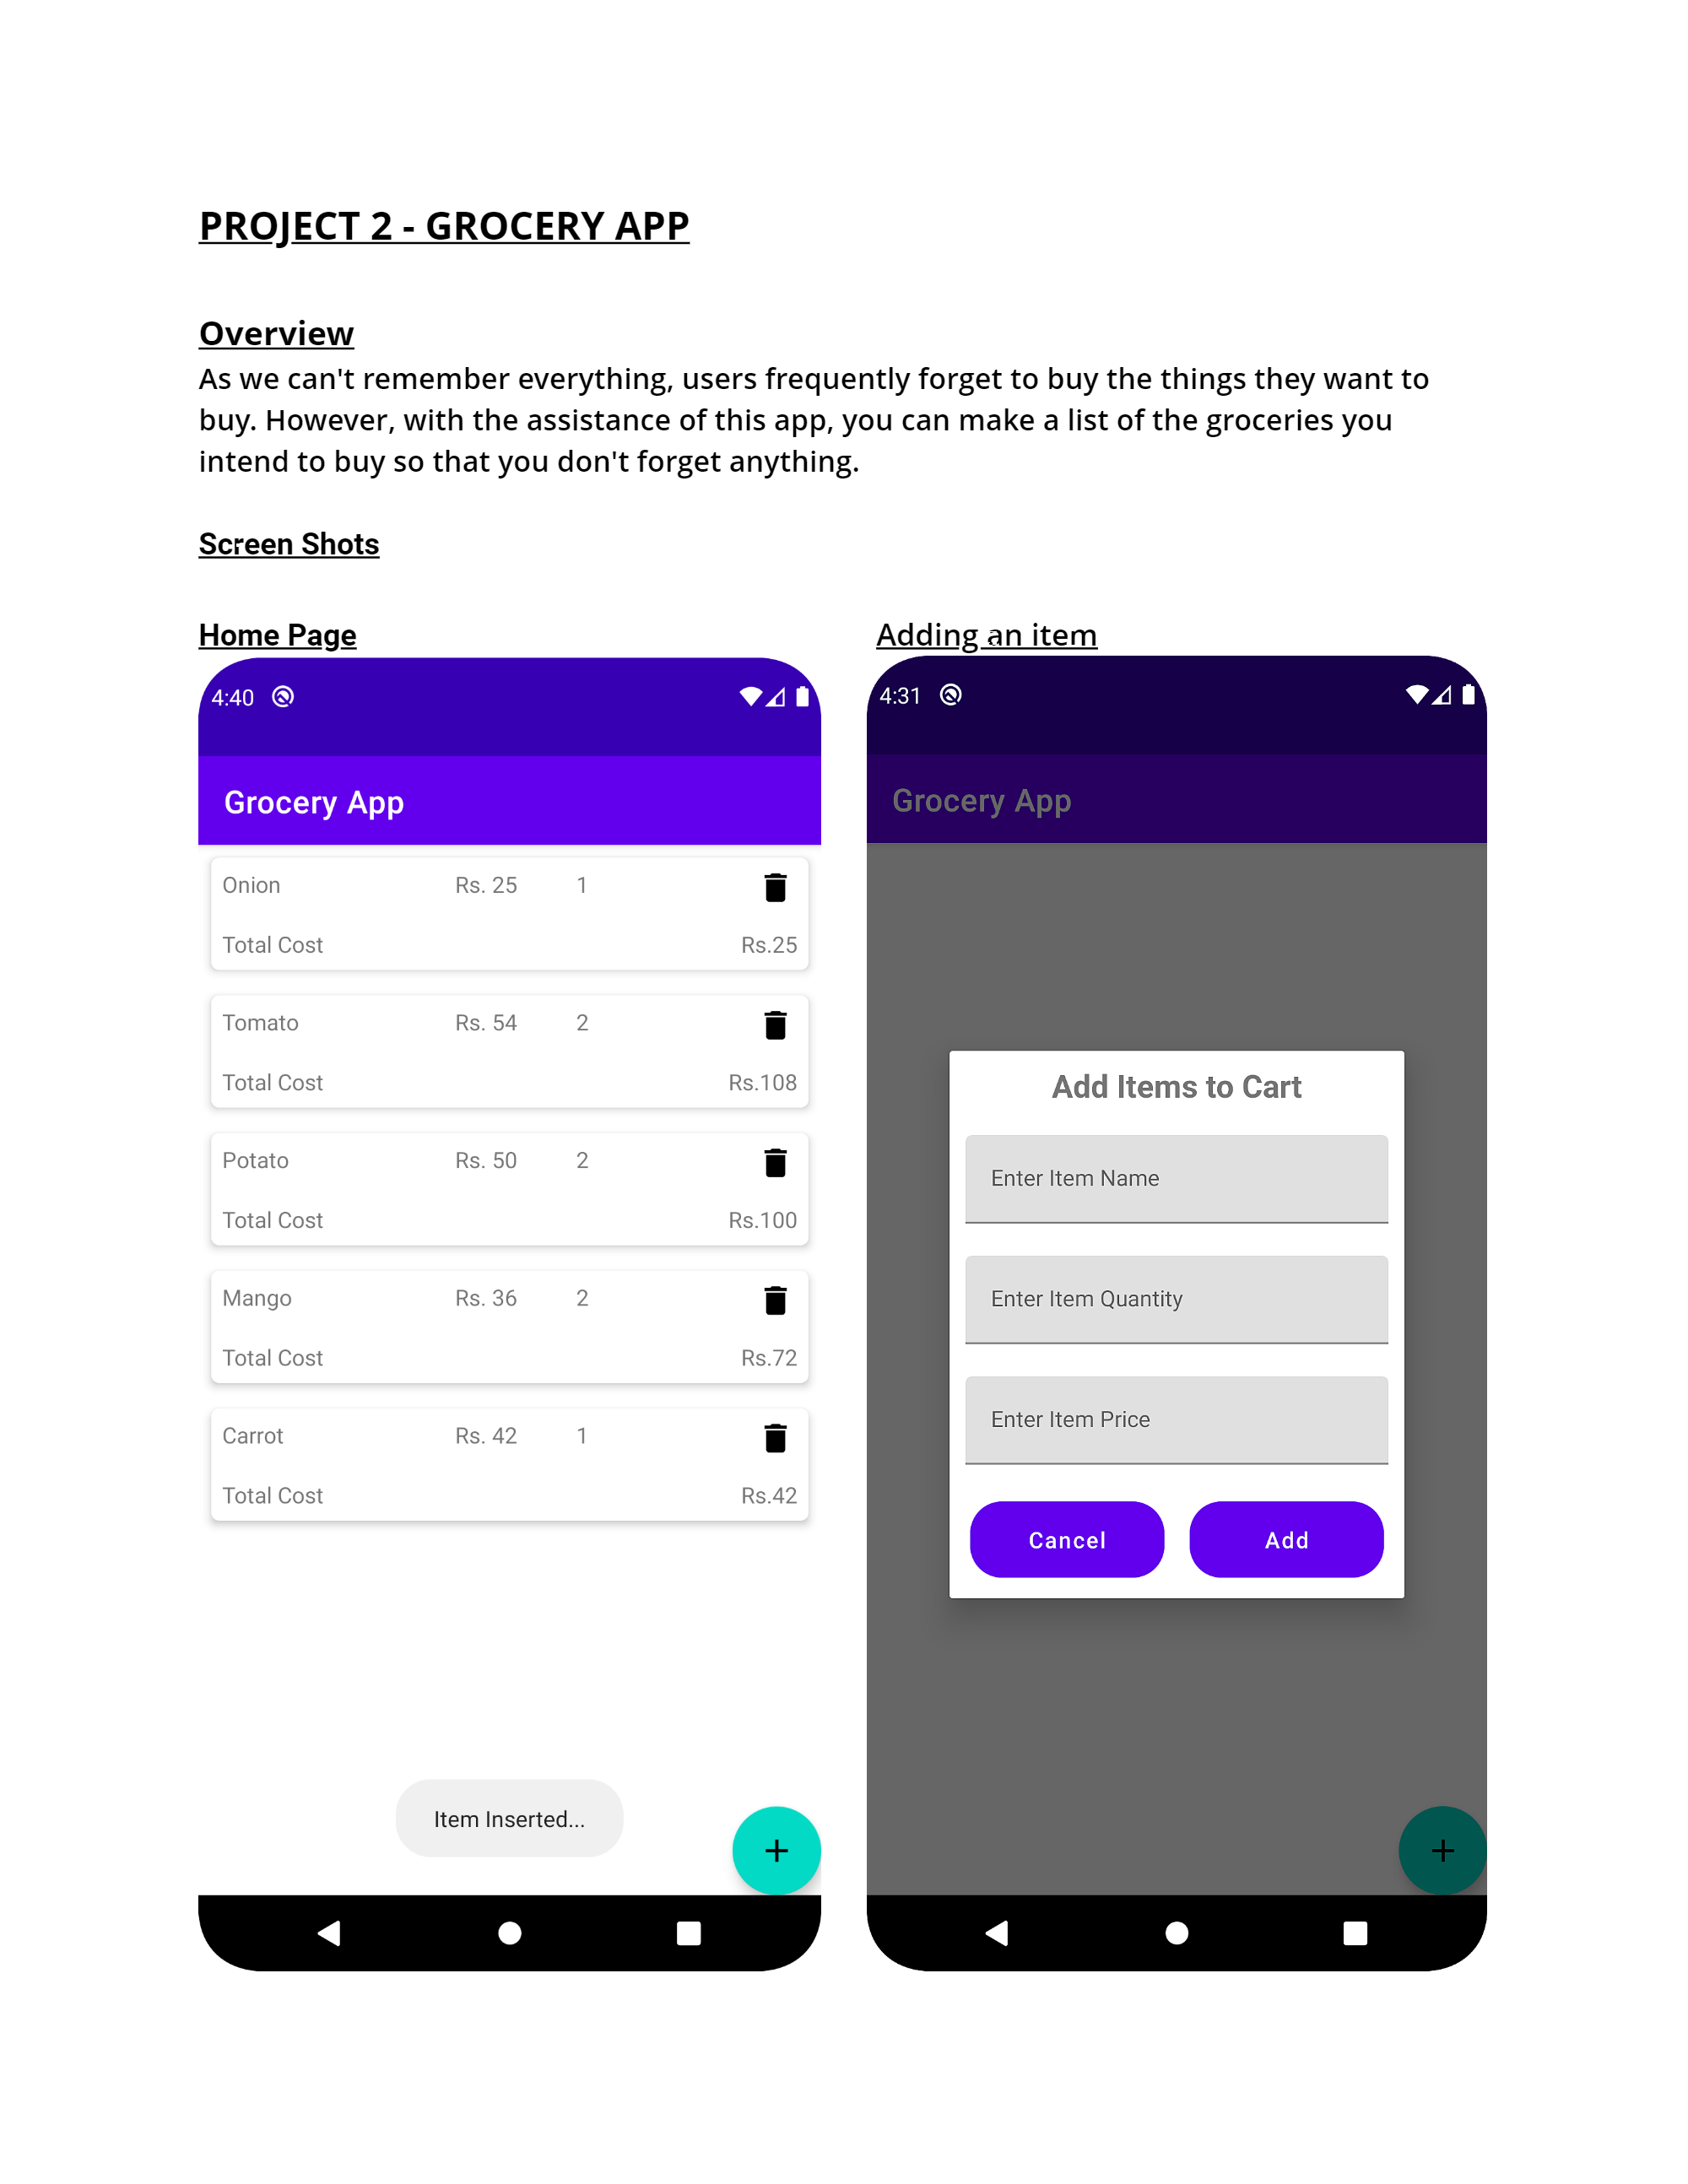 PROJECT 2 - GROCERY APP
Overview
As we can't remember everything, users frequently forget to buy the things they want to
buy. However, with the assistance of this app, you can make a list of the groceries you
intend to buy so that you don't forget anything.
Screen Shots
Home Page
4:40
Grocery App
Onion Rs. 25 1
Total Cost Rs.25
Tomato Rs. 54 2
Total Cost Rs.108
Potato Rs. 50 2
Total Cost Rs.100
Mango Rs. 36 2
Total Cost Rs.72
Carrot Rs. 42 1
Total Cost Rs.42
Item Inserted...
Adding an item
4:31
Grocery App
Add Items to Cart
Enter Item Name
Enter Item Quantity
Enter Item Price
Cancel Add